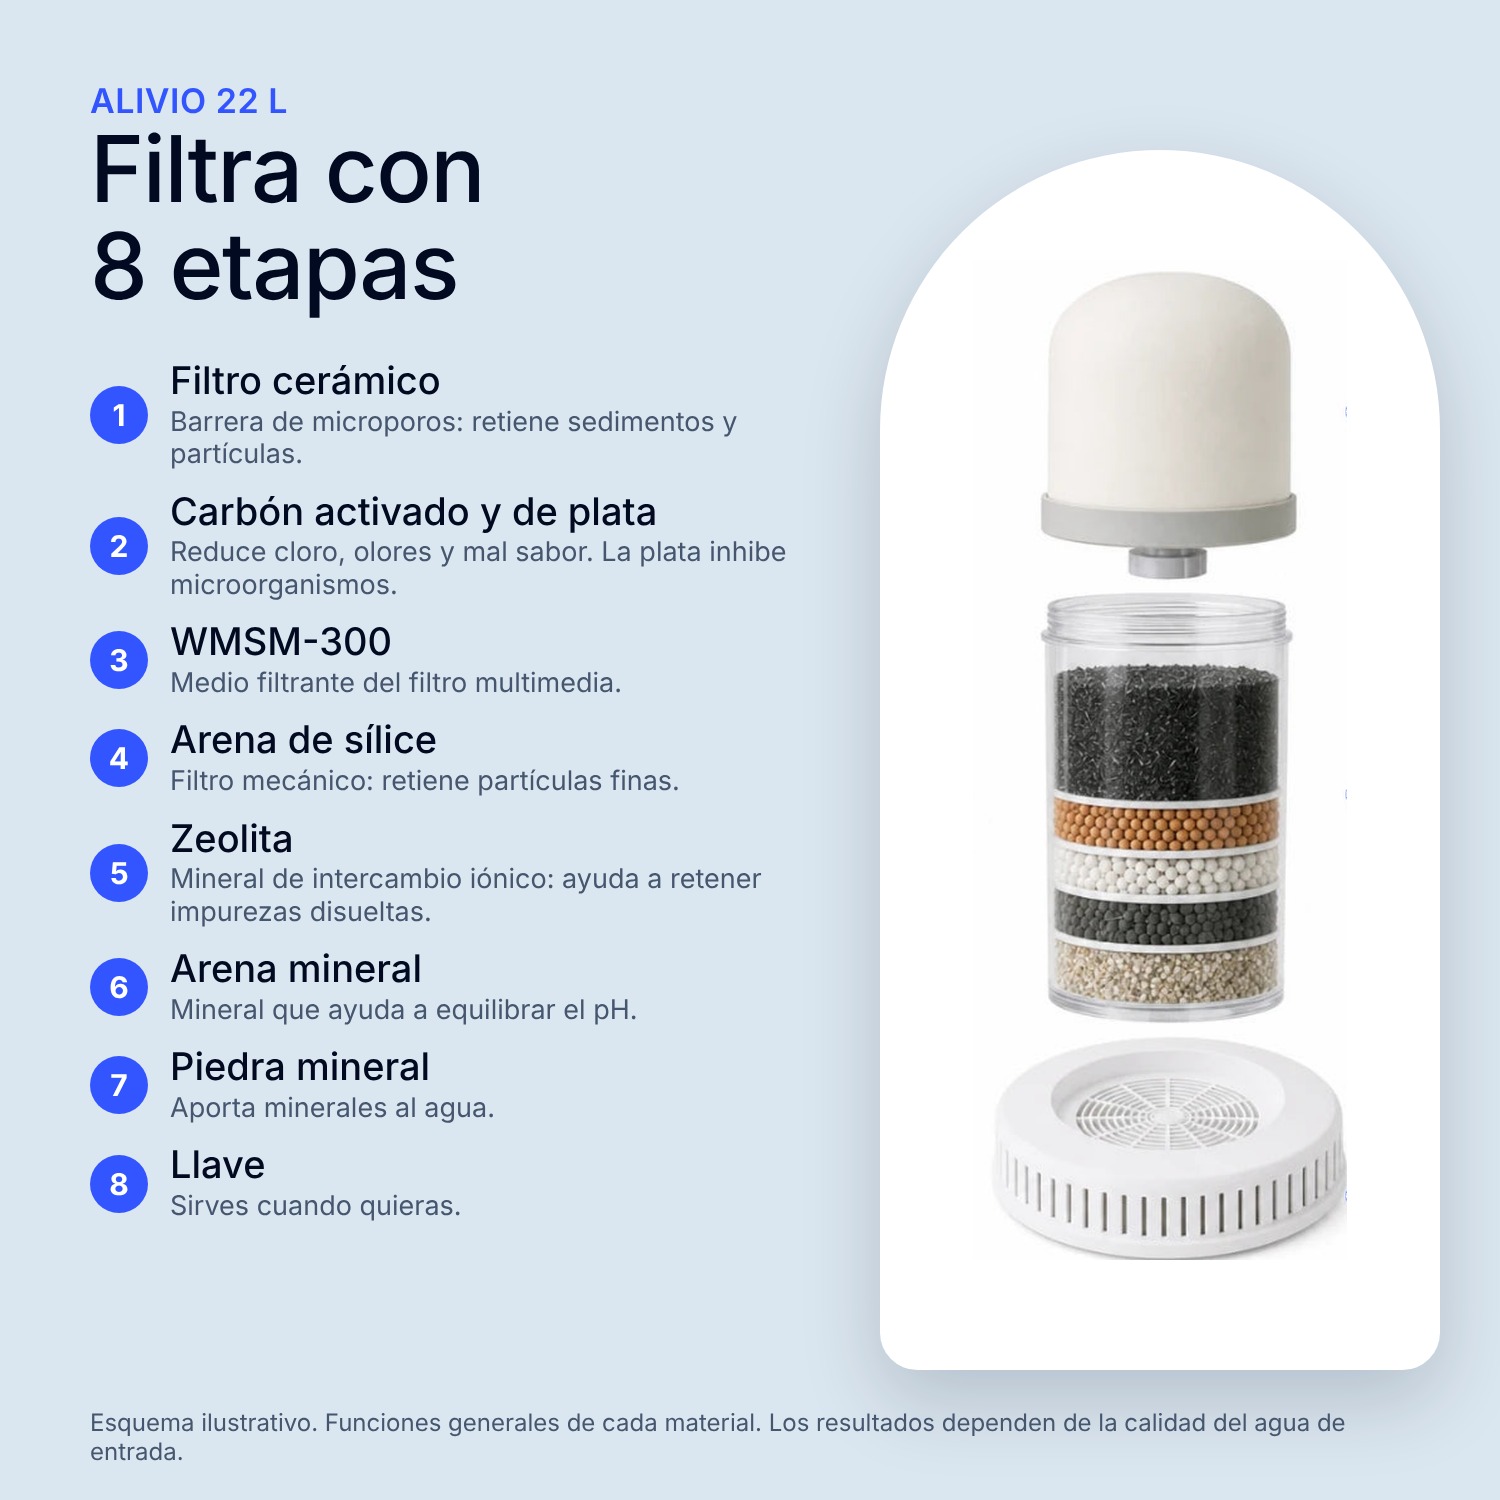 ALIVIO 22 L
Filtra con
8 etapas
1
Filtro cerámico
Barrera de microporos: retiene sedimentos y
partículas.
2
Carbón activado y de plata
Reduce cloro, olores y mal sabor. La plata inhibe
microorganismos.
3
WMSM-300
Medio filtrante del filtro multimedia.
4
Arena de sílice
Filtro mecánico: retiene partículas finas.
5
Zeolita
Mineral de intercambio iónico: ayuda a retener
impurezas disueltas.
6
Arena mineral
Mineral que ayuda a equilibrar el pH.
7
Piedra mineral
Aporta minerales al agua.
8
Llave
Sirves cuando quieras.
Esquema ilustrativo. Funciones generales de cada material. Los resultados dependen de la calidad del agua de
entrada.